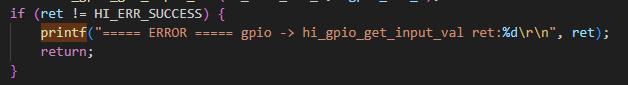 if (ret != HI_ERR_SUCCESS) {
printf("===== ERROR ===== gpio -> hi_gpio_get_input_val ret:%d\r\n", ret);
return;
}